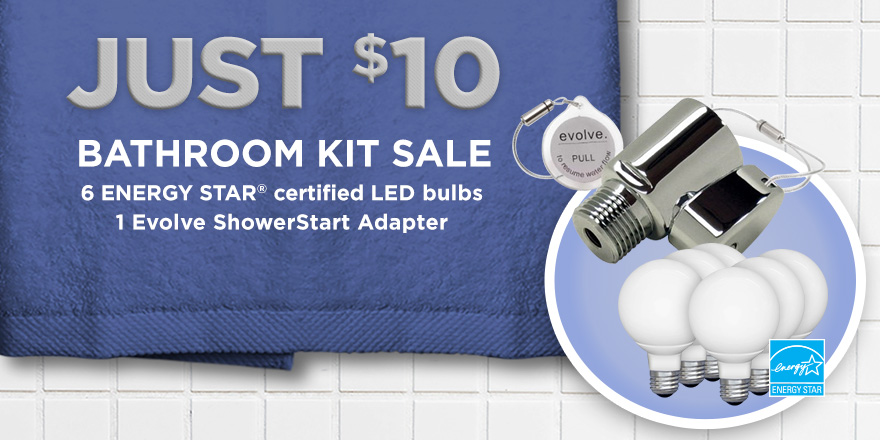 JUST $10
BATHROOM KIT SALE
6 ENERGY STAR® certified LED bulbs
1 Evolve ShowerStart Adapter
evolve.
PULL
to resume water flow
energy
ENERGY STAR